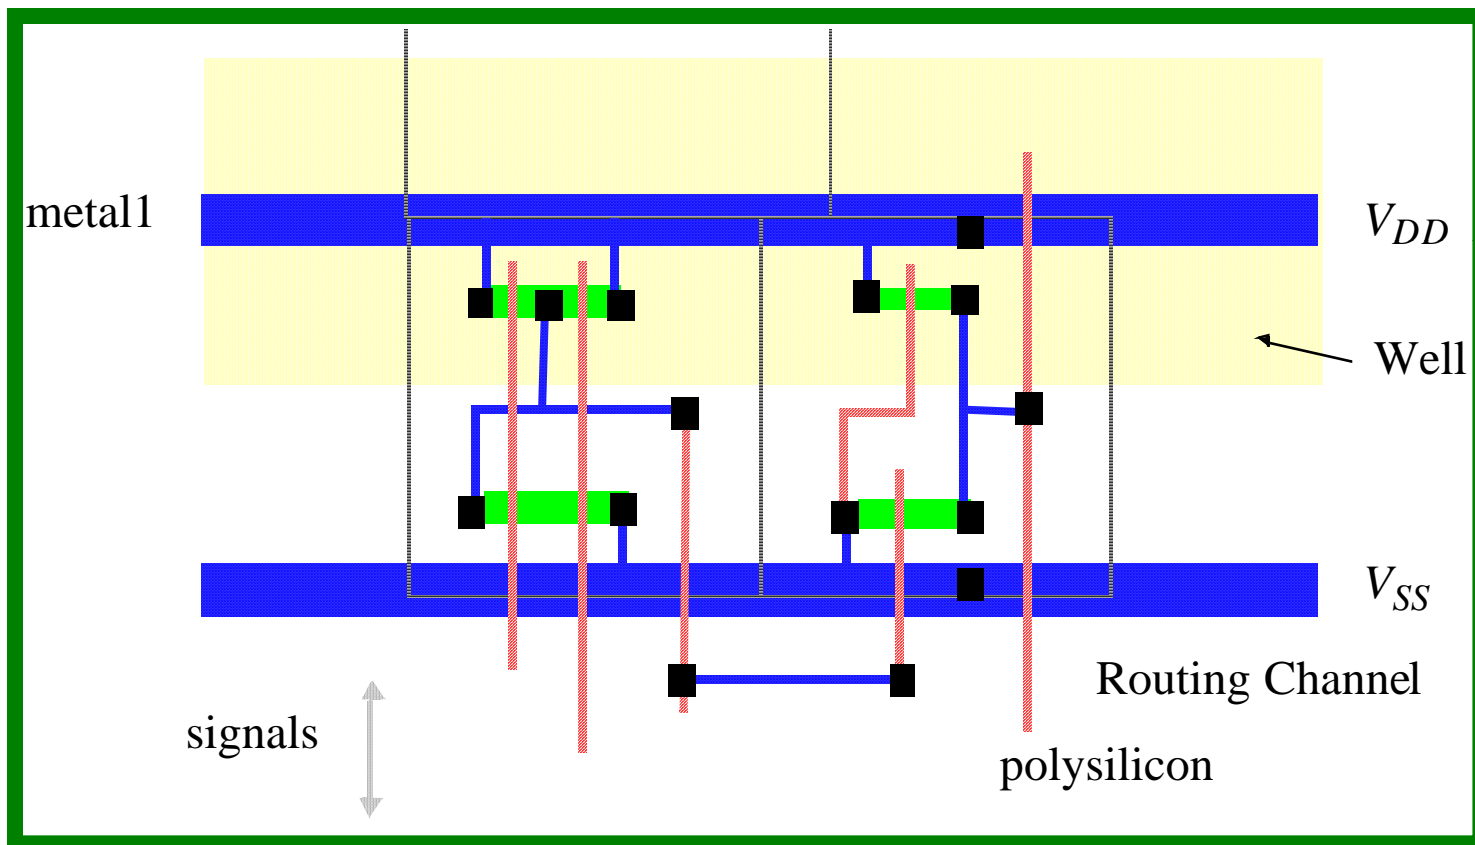 metal1
V_DD
Well
V_SS
Routing Channel
signals
polysilicon